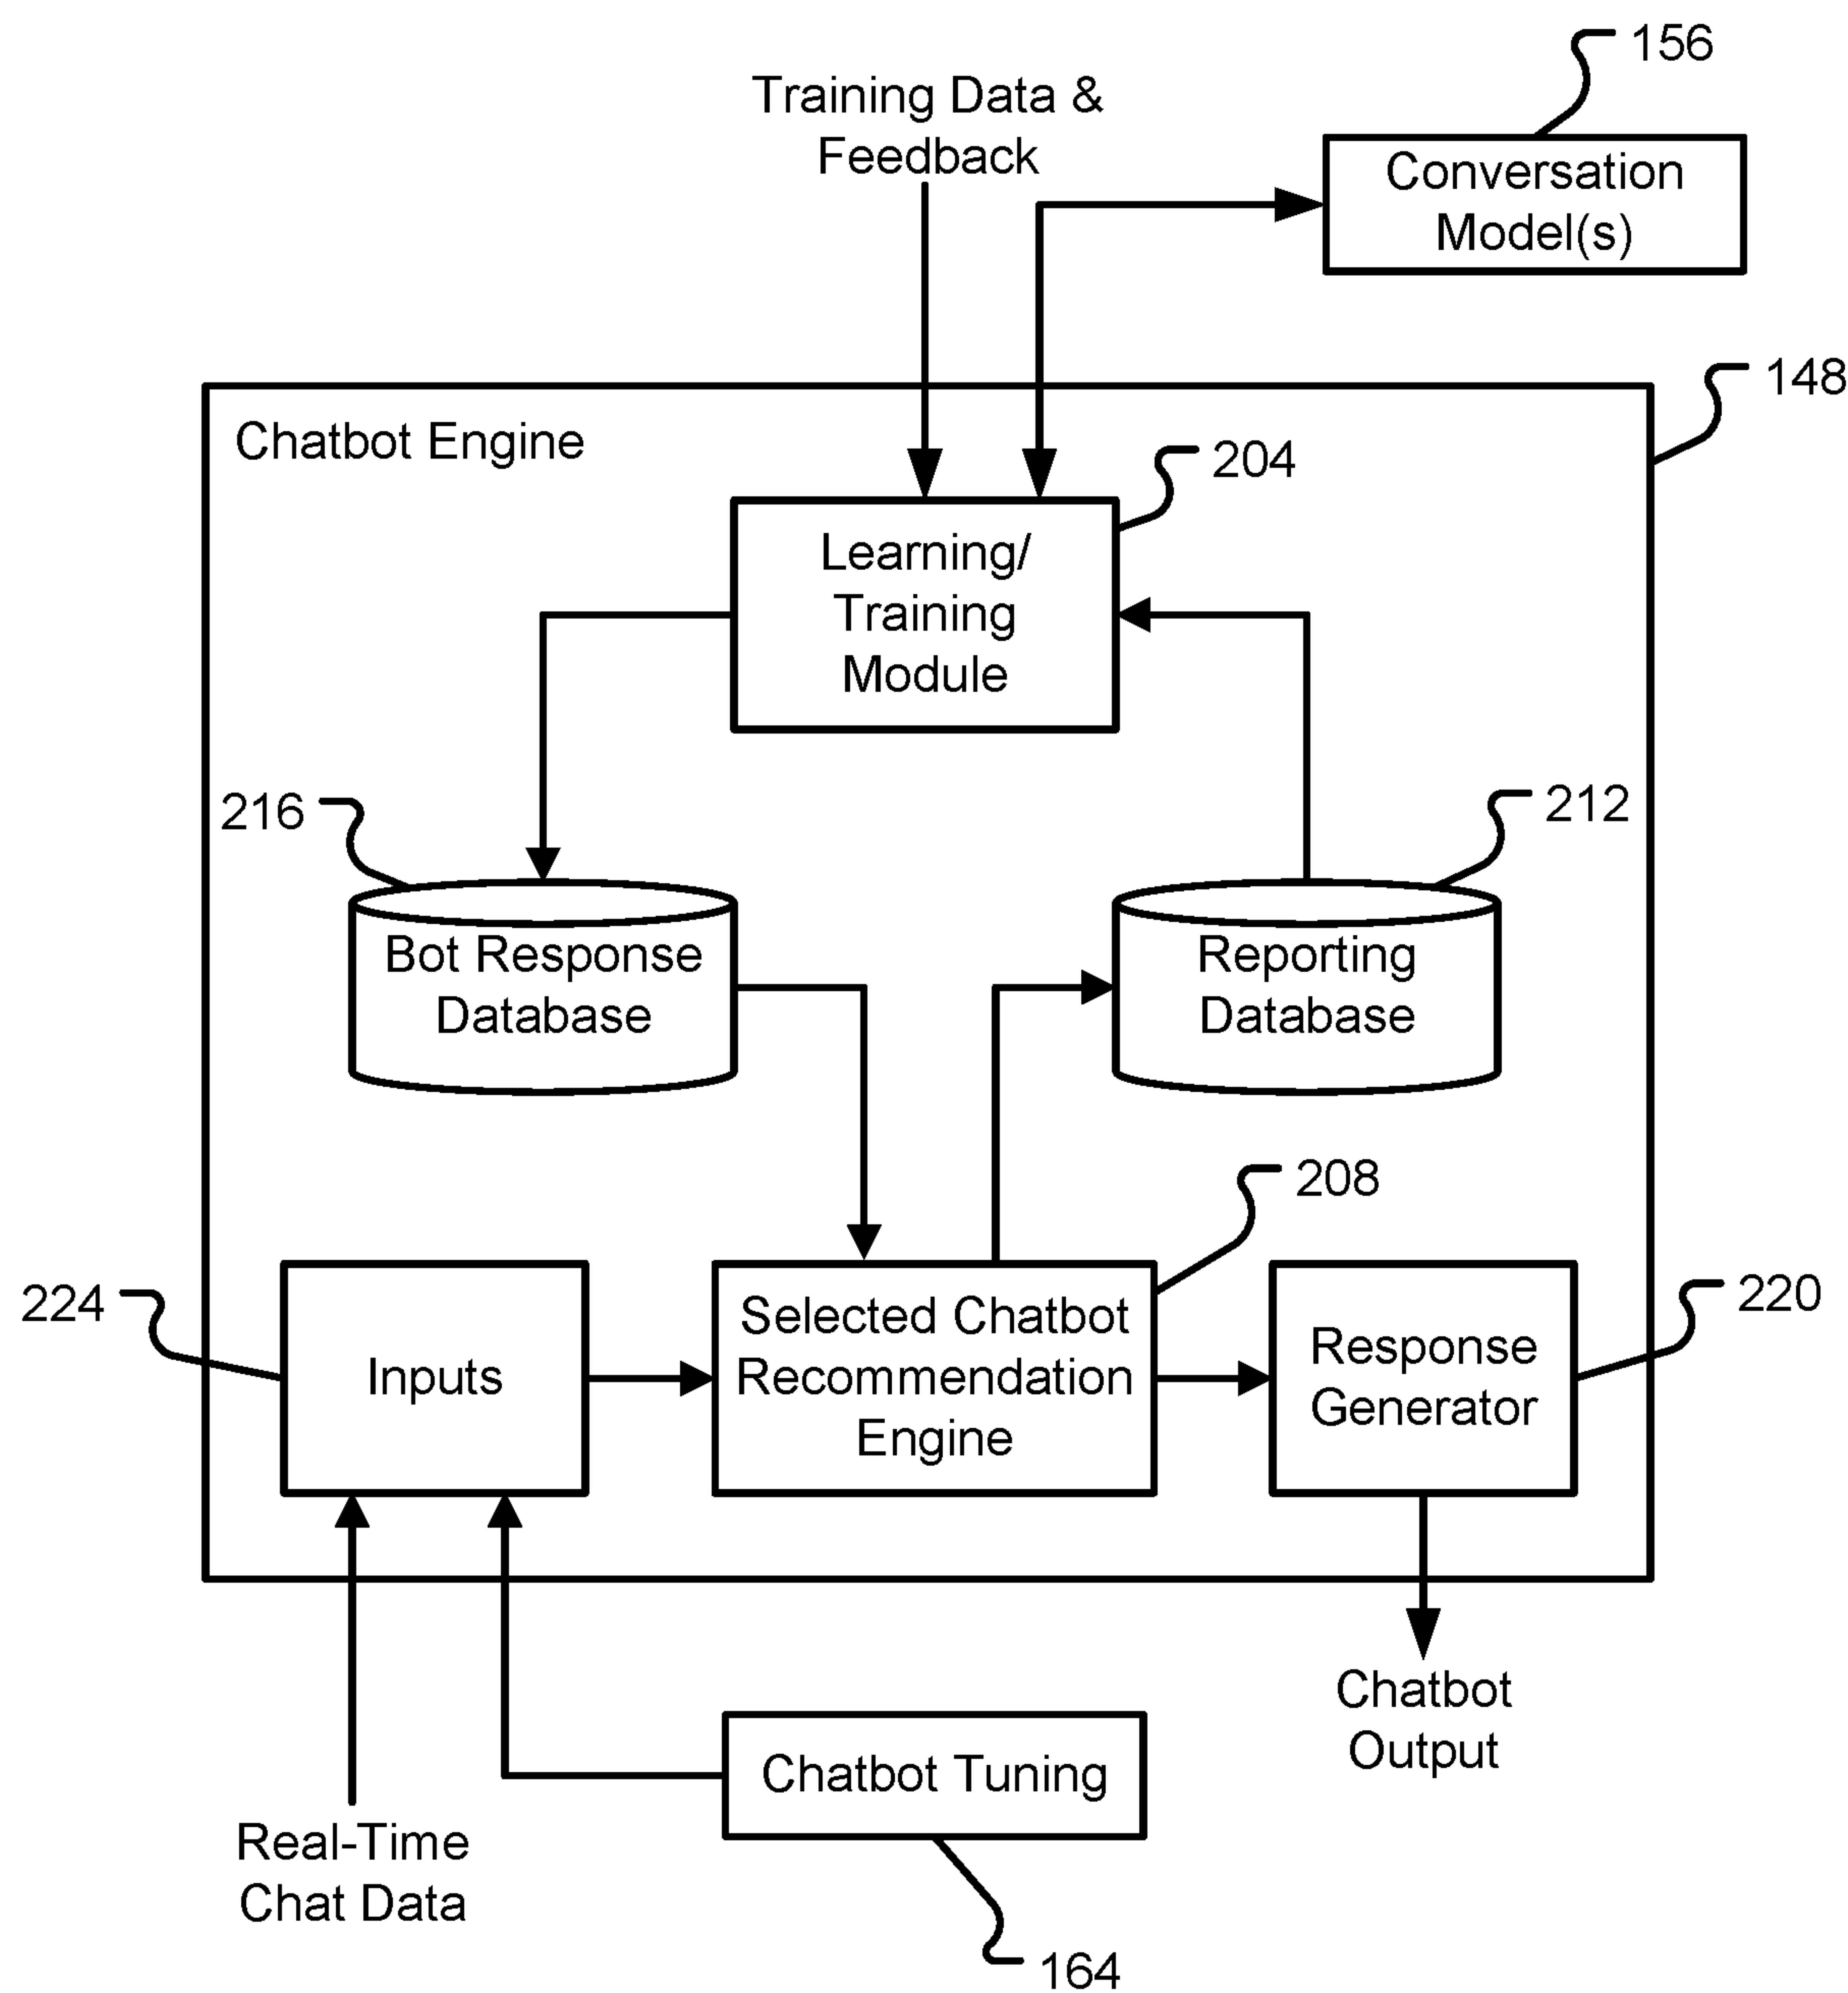 156
Training Data &
Feedback
Conversation
Model(s)
148
Chatbot Engine
204
Learning/
Training
Module
216
212
Bot Response
Database
Reporting
Database
208
224
Inputs
Selected Chatbot
Recommendation
Engine
220
Response
Generator
Chatbot
Output
Chatbot Tuning
Real-Time
Chat Data
164